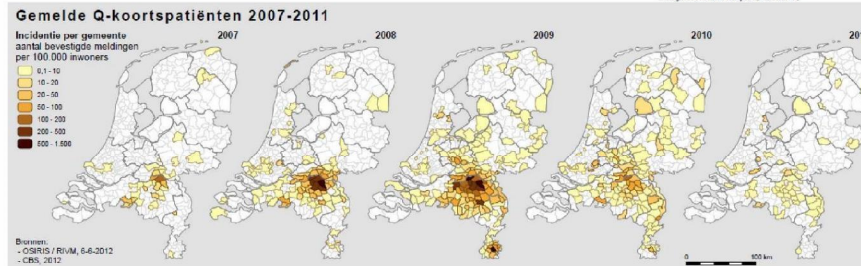 Gemelde Q-koortspatiënten 2007-2011
Incidentie per gemeente
aantal bevestigde meldingen
per 100.000 inwoners
0,1 - 10
10 - 20
20 - 50
50 - 100
100 - 200
200 - 500
500 - 1.500
2007
2008
2009
2010
Bronnen:
- OSIRIS / RIVM, 6-6-2012
- CBS, 2012
0 100 km